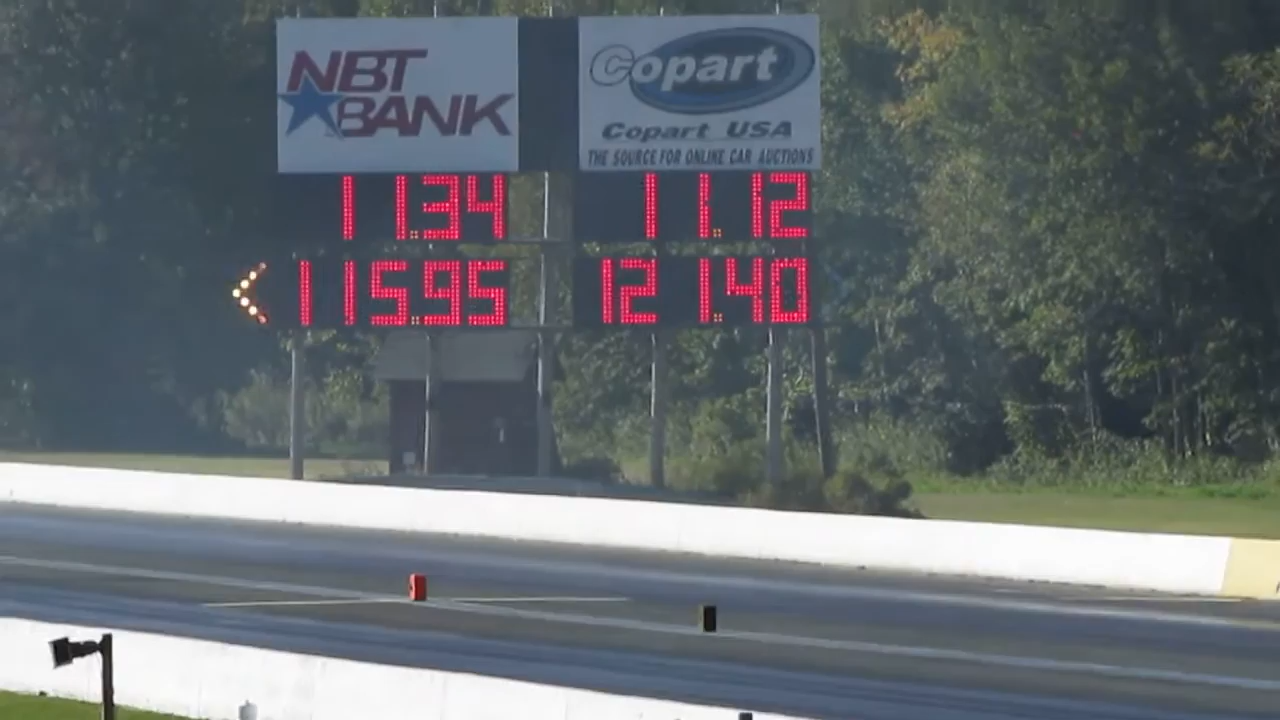 NBT
BANK
Copart
Copart USA
THE SOURCE FOR ONLINE CAR AUCTIONS
11.34
11.12
115.95
121.40